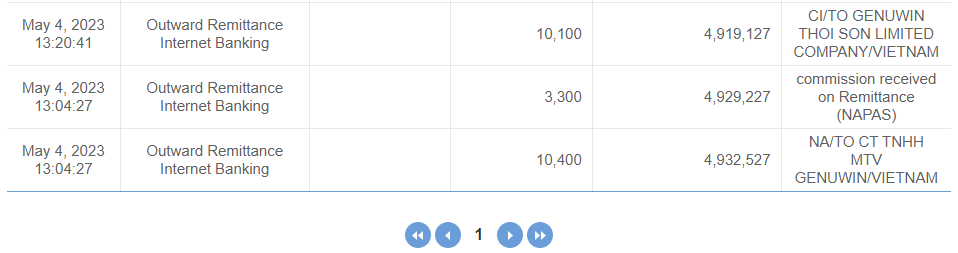 May 4, 2023
13:20:41
Outward Remittance
Internet Banking
10,100
4,919,127
CI/TO GENUWIN
THOI SON LIMITED
COMPANY/VIETNAM
May 4, 2023
13:04:27
Outward Remittance
Internet Banking
3,300
4,929,227
commission received
on Remittance
(NAPAS)
May 4, 2023
13:04:27
Outward Remittance
Internet Banking
10,400
4,932,527
NA/TO CT TNHH
MTV
GENUWIN/VIETNAM
1